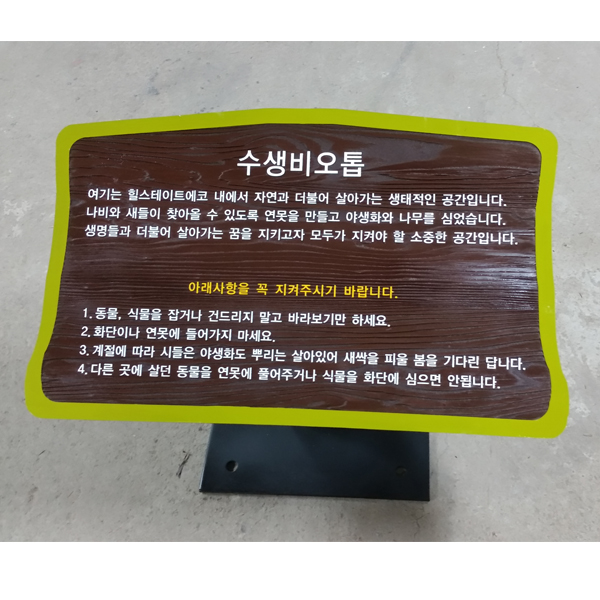 수생비오톱
여기는 힐스테이트에코 내에서 자연과 더불어 살아가는 생태적인 공간입니다.
나비와 새들이 찾아올 수 있도록 연못을 만들고 야생화와 나무를 심었습니다.
생명들과 더불어 살아가는 꿈을 지키고자 모두가 지켜야 할 소중한 공간입니다.
아래사항을 꼭 지켜주시기 바랍니다.
1. 동물, 식물을 잡거나 건드리지 말고 바라보기만 하세요.
2. 화단이나 연못에 들어가지 마세요.
3. 계절에 따라 시들은 야생화도 뿌리는 살아있어 새싹을 피울 봄을 기다린 답니다.
4. 다른 곳에 살던 동물을 연못에 풀어주거나 식물을 화단에 심으면 안됩니다.